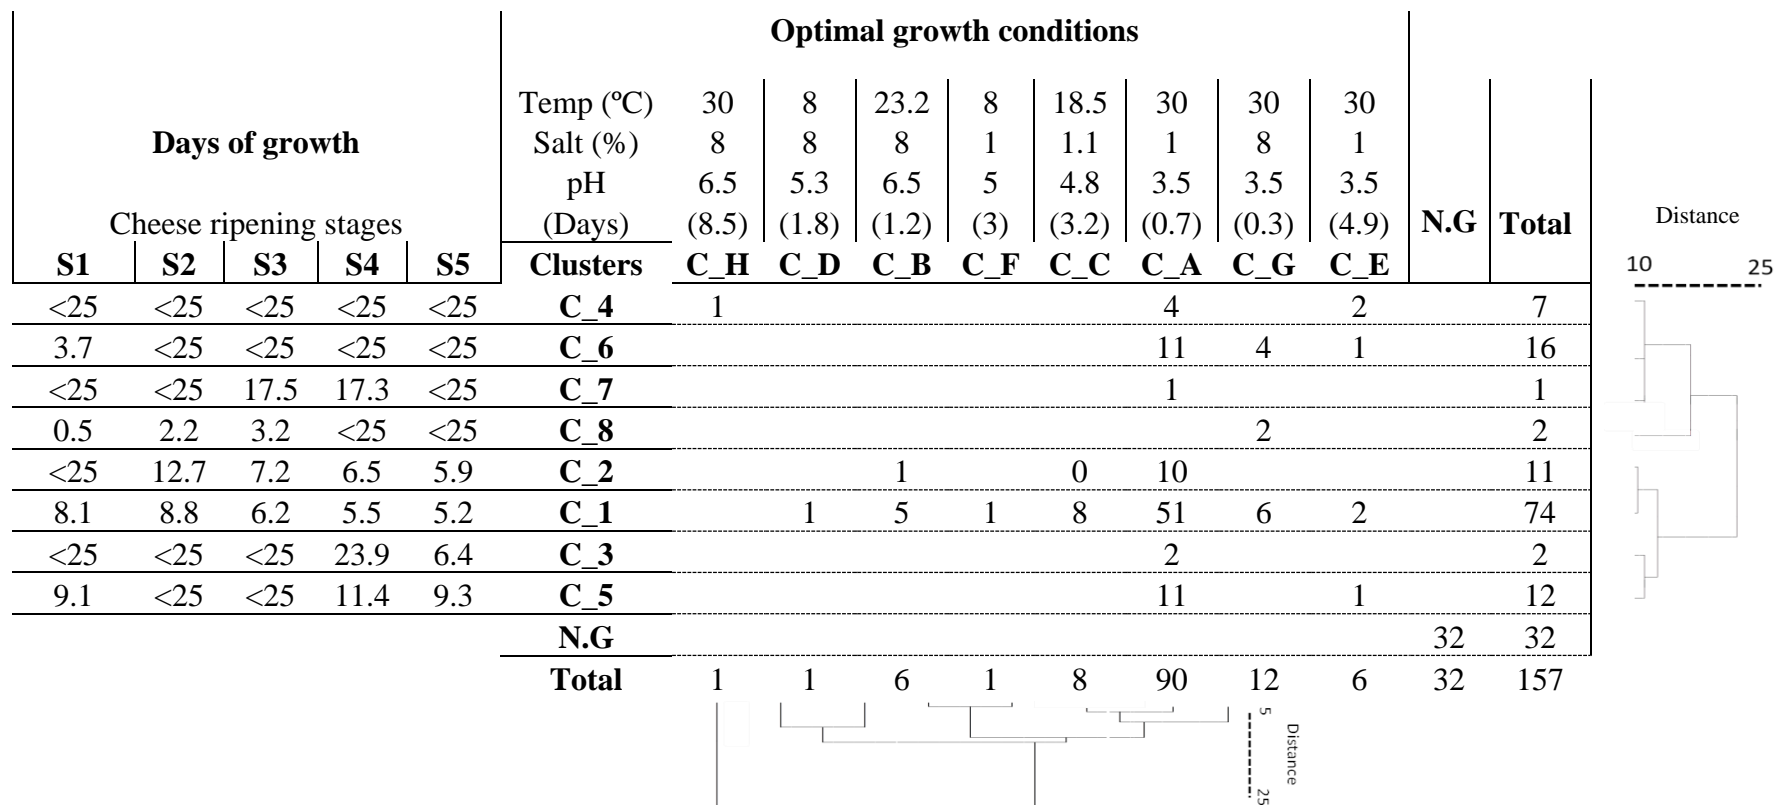 Optimal growth conditions
Temp (ºC) 30 8 23.2 8 18.5 30 30 30
Days of growth Salt (%) 8 8 8 1 1.1 1 8 1
pH 6.5 5.3 6.5 5 4.8 3.5 3.5 3.5
Cheese ripening stages (Days) (8.5) (1.8) (1.2) (3) (3.2) (0.7) (0.3) (4.9) N.G Total Distance
S1 S2 S3 S4 S5 Clusters C_H C_D C_B C_F C_C C_A C_G C_E 10 25
<25 <25 <25 <25 <25 C_4 1 4 2 7
3.7 <25 <25 <25 <25 C_6 11 4 1 16
<25 <25 17.5 17.3 <25 C_7 1 1
0.5 2.2 3.2 <25 <25 C_8 2 2
<25 12.7 7.2 6.5 5.9 C_2 1 0 10 11
8.1 8.8 6.2 5.5 5.2 C_1 1 5 1 8 51 6 2 74
<25 <25 <25 23.9 6.4 C_3 2 2
9.1 <25 <25 11.4 9.3 C_5 11 1 12
N.G 32 32
Total 1 1 6 1 8 90 12 6 32 157
5
Distance
25